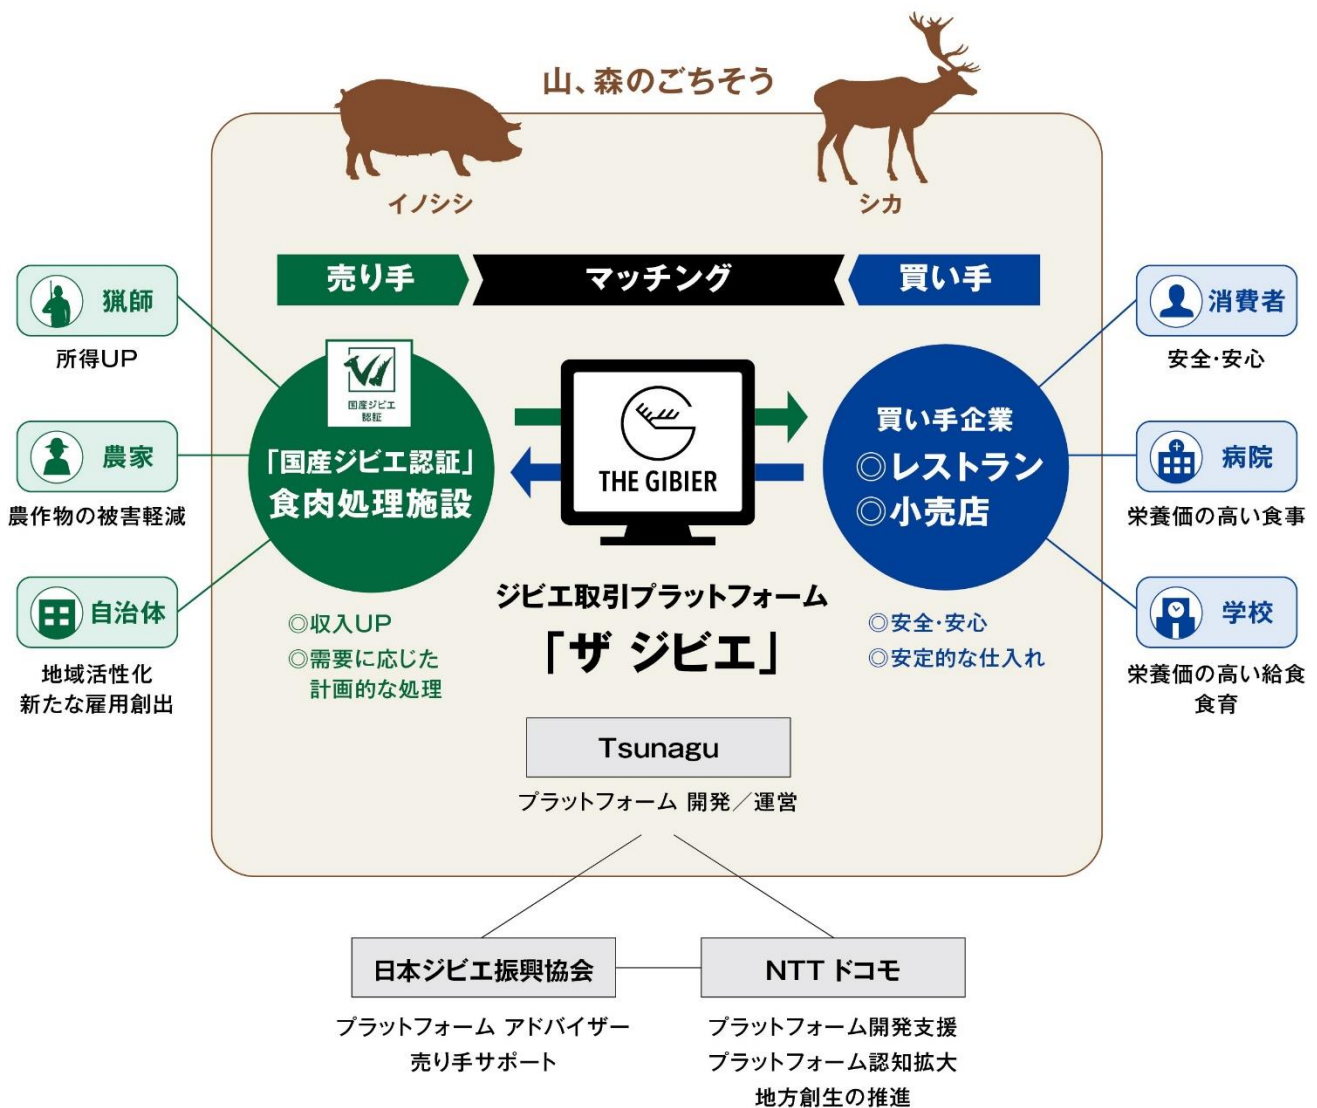 山、森のごちそう
イノシシ
シカ
売り手
マッチング
買い手
猟師
所得UP
農家
農作物の被害軽減
自治体
地域活性化
新たな雇用創出
国産ジビエ
認証
「国産ジビエ認証」
食肉処理施設
◎収入UP
◎需要に応じた
計画的な処理
THE GIBIER
ジビエ取引プラットフォーム
「ザ ジビエ」
買い手企業
◎レストラン
◎小売店
◎安全・安心
◎安定的な仕入れ
消費者
安全・安心
病院
栄養価の高い食事
学校
栄養価の高い給食
食育
Tsunagu
プラットフォーム 開発／運営
日本ジビエ振興協会
プラットフォーム アドバイザー
売り手サポート
NTT ドコモ
プラットフォーム開発支援
プラットフォーム認知拡大
地方創生の推進